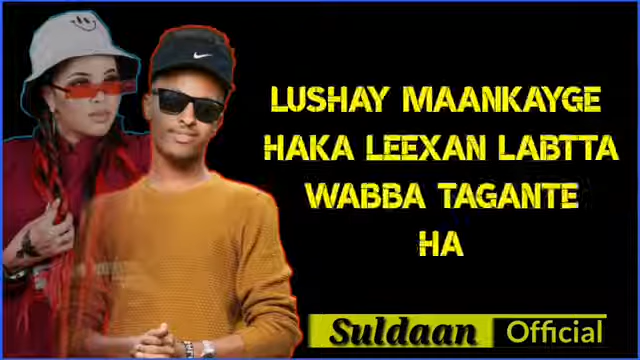 LUSHAY MAANKAYGE
HAKA LEEXAN LABTTA
WABBA TAGANTE
HA
Suldaan Official